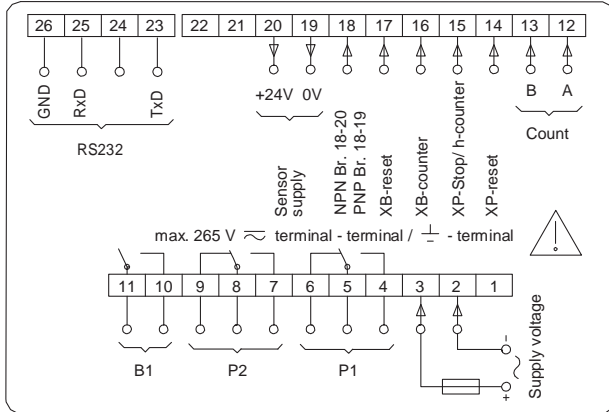 26 25 24 23 22 21 20 19 18 17 16 15 14 13 12
GND
RxD
TxD
RS232
+24V 0V
Sensor
supply
NPN Br. 18-20
PNP Br. 18-19
XB-reset
XB-counter
XP-Stop/ h-counter
XP-reset
B A
Count
max. 265 V terminal - terminal / - terminal
11 10 9 8 7 6 5 4 3 2 1
B1
P2
P1
-
+
Supply voltage